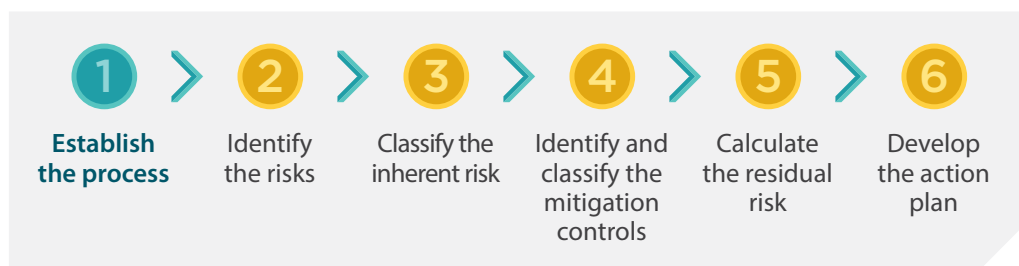 1
Establish
the process
2
Identify
the risks
3
Classify the
inherent risk
4
Identify and
classify the
mitigation
controls
5
Calculate
the residual
risk
6
Develop
the action
plan